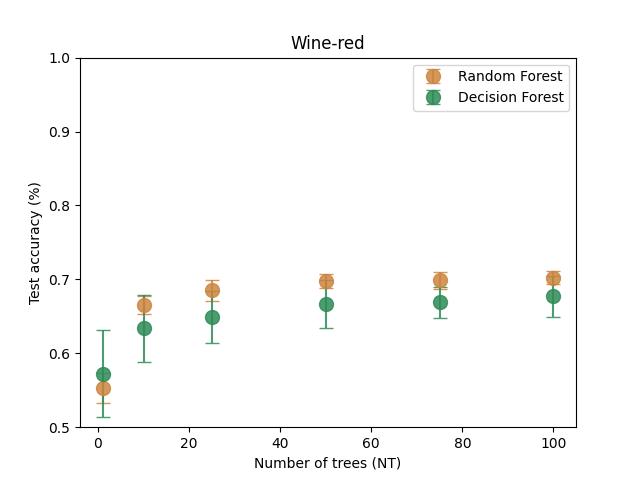 Wine-red
Random Forest
Decision Forest
1.0
0.9
0.8
0.7
0.6
0.5
Test accuracy (%)
0 20 40 60 80 100
Number of trees (NT)